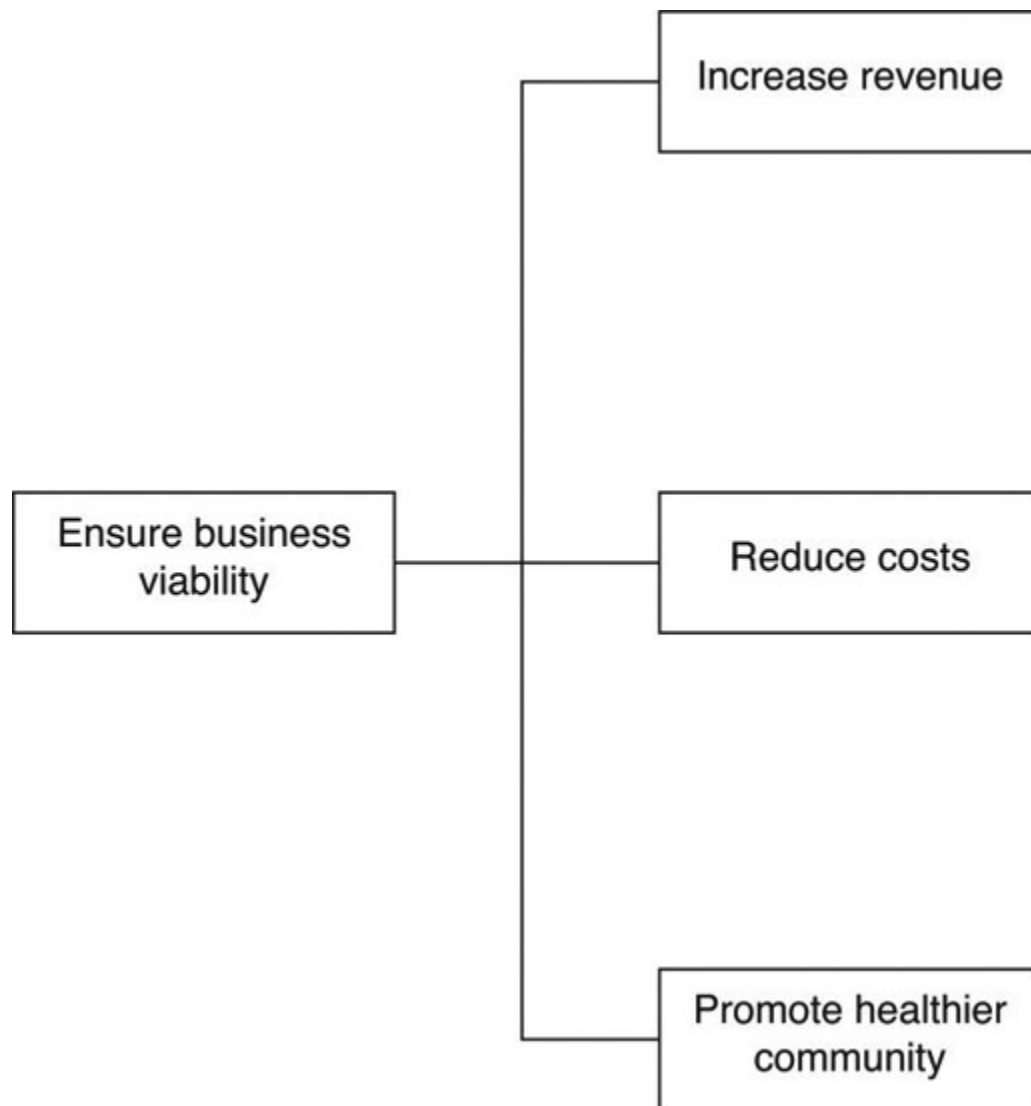 Increase revenue
Ensure business
viability
Reduce costs
Promote healthier
community